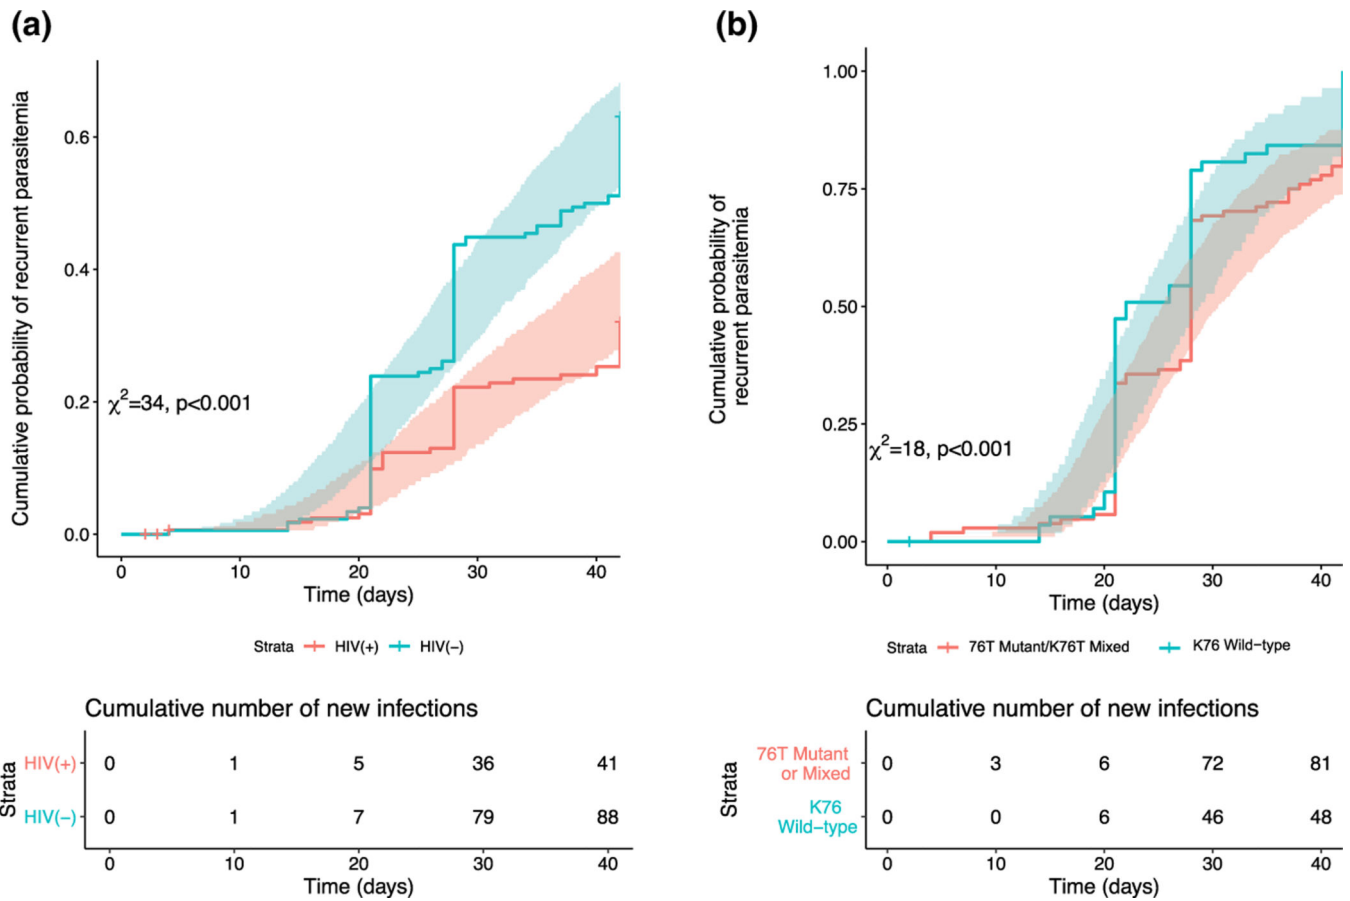 (a)
Cumulative probability of recurrent parasitemia
0.6
0.4
0.2
0.0
χ²=34, p<0.001
0 10 20 30 40
Time (days)
Strata HIV(+) HIV(−)
Cumulative number of new infections
Strata
HIV(+) 0 1 5 36 41
HIV(−) 0 1 7 79 88
0 10 20 30 40
Time (days)
(b)
Cumulative probability of
recurrent parasitemia
1.00
0.75
0.50
0.25
0.00
χ²=18, p<0.001
0 10 20 30 40
Time (days)
Strata 76T Mutant/K76T Mixed K76 Wild−type
Cumulative number of new infections
Strata
76T Mutant
or Mixed
0 3 6 72 81
K76
Wild−type
0 0 6 46 48
0 10 20 30 40
Time (days)